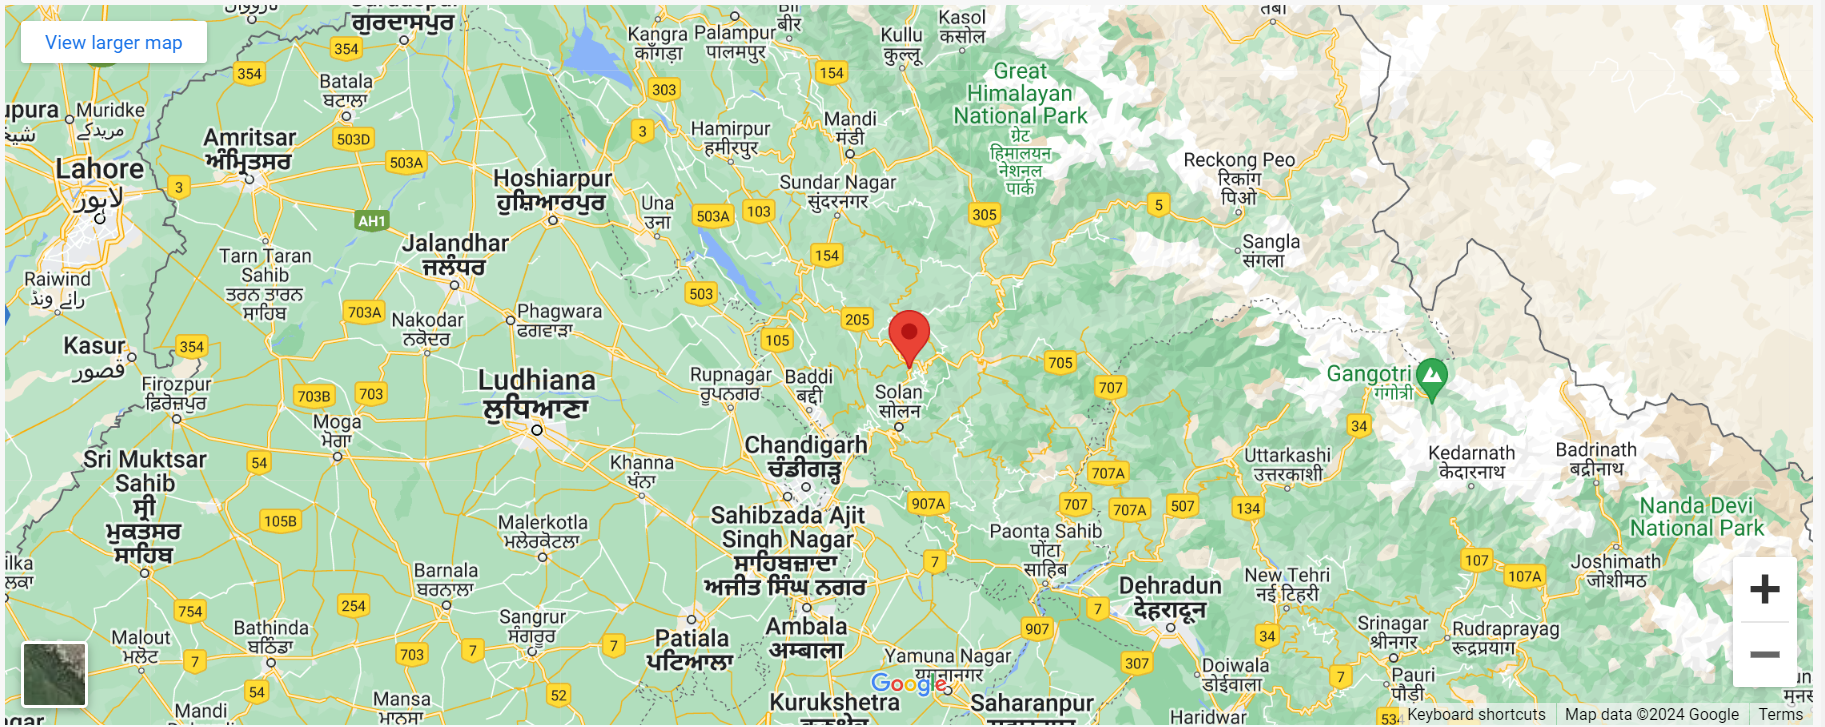 View larger map
ਗੁਰਦਾਸਪੁਰ
Kangra
काँगड़ा
Palampur
पालमपुर
बीर
Kullu
कुल्लू
Kasol
कसोल
354
354
Batala
ਬਟਾਲਾ
154
303
Great
Himalayan
National Park
ग्रेट
हिमालयन
नेशनल
पार्क
Muridke
مریدکے
Amritsar
ਅੰਮ੍ਰਿਤਸਰ
503D
503A
3
Hamirpur
हमीरपुर
Mandi
मंडी
Lahore
لاہور
3
Hoshiarpur
ਹੁਸ਼ਿਆਰਪੁਰ
Sundar Nagar
सुंदरनगर
Reckong Peo
रिकांग
पिओ
AH1
Una
ऊना
503A
103
305
5
Jalandhar
ਜਲੰਧਰ
154
Sangla
संगला
Tarn Taran
Sahib
ਤਰਨ ਤਾਰਨ
ਸਾਹਿਬ
Raiwind
رائے ونڈ
503
703A
Nakodar
ਨਕੋਦਰ
Phagwara
ਫਗਵਾੜਾ
205
105
Kasur
قصور
354
705
707
Gangotri
गंगोत्री
Firozpur
ਫ਼ਿਰੋਜ਼ਪੁਰ
703B
703
Ludhiana
ਲੁਧਿਆਣਾ
Rupnagar
ਰੂਪਨਗਰ
Baddi
बद्दी
Solan
सोलन
Moga
ਮੋਗਾ
34
Chandigarh
ਚੰਡੀਗੜ੍ਹ
Sri Muktsar
Sahib
ਸ੍ਰੀ
ਮੁਕਤਸਰ
ਸਾਹਿਬ
54
Khanna
ਖੰਨਾ
707A
Uttarkashi
उत्तरकाशी
Kedarnath
केदारनाथ
Badrinath
बद्रीनाथ
105B
907A
707
707A
507
134
Nanda Devi
National Park
Malerkotla
ਮਲੇਰਕੋਟਲਾ
Sahibzada Ajit
Singh Nagar
ਸਾਹਿਬਜ਼ਾਦਾ
ਅਜੀਤ ਸਿੰਘ ਨਗਰ
Paonta Sahib
पोंटा
साहिब
7
107
107A
Joshimath
जोशीमठ
Barnala
ਬਰਨਾਲਾ
Dehradun
देहरादून
New Tehri
नई टिहरी
754
254
7
Bathinda
ਬਠਿੰਡਾ
Sangrur
ਸੰਗਰੂਰ
Ambala
अम्बाला
907
34
Srinagar
श्रीनगर
Rudraprayag
रूद्रप्रयाग
Malout
ਮਲੋਟ
7
703
7
7
Patiala
ਪਟਿਆਲਾ
Yamuna Nagar
यमुनानगर
307
Doiwala
डोईवाला
7
Pauri
पौड़ी
54
52
Google
Mandi
Mansa
ਮਾਨਸਾ
Kurukshetra
Saharanpur
Haridwar
534
Keyboard shortcuts
Map data ©2024 Google
Terms